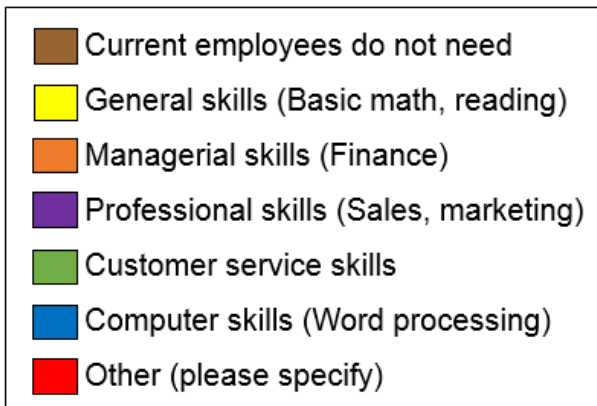 Current employees do not need
General skills (Basic math, reading)
Managerial skills (Finance)
Professional skills (Sales, marketing)
Customer service skills
Computer skills (Word processing)
Other (please specify)